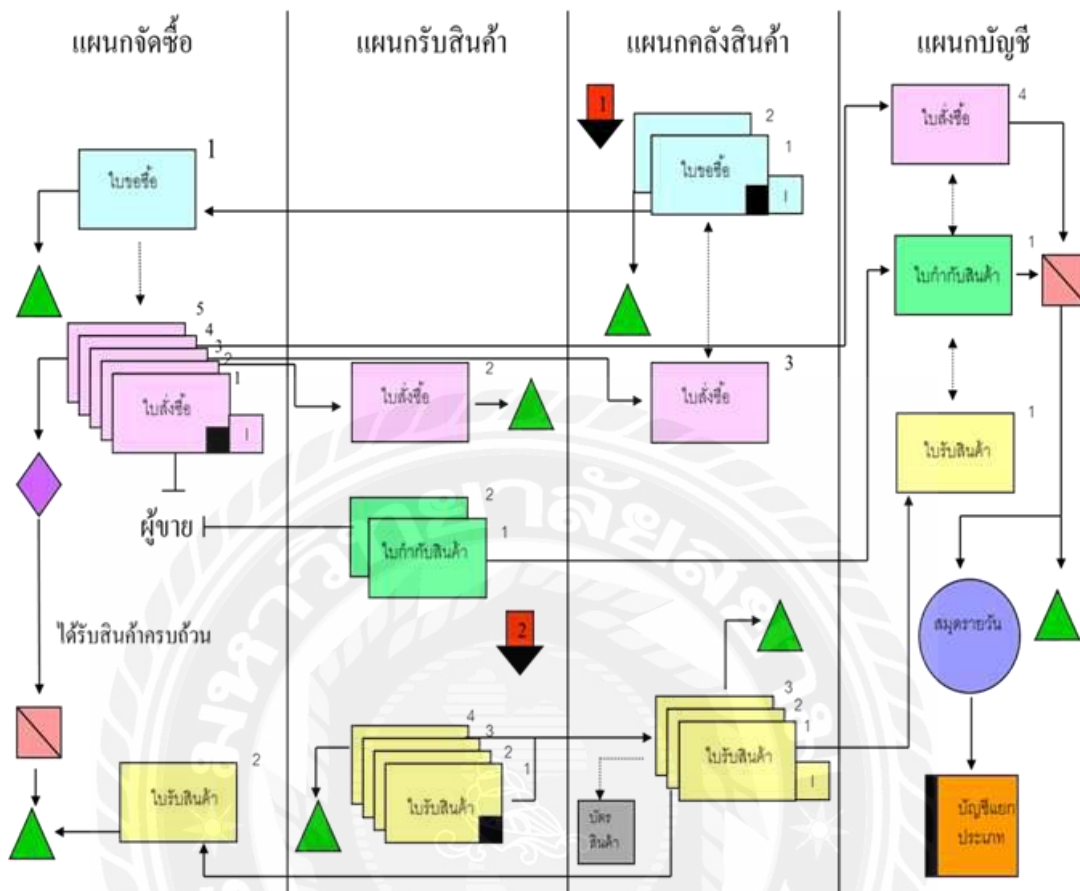 แผนกจัดซื้อ
แผนกรับสินค้า
แผนกคลังสินค้า
แผนกบัญชี
1
ใบขอซื้อ
1
2
1
ใบขอซื้อ
I
4
ใบสั่งซื้อ
1
ใบกำกับสินค้า
5
4
3
2
1
ใบสั่งซื้อ
I
2
ใบสั่งซื้อ
3
ใบสั่งซื้อ
1
ใบรับสินค้า
ผู้ขาย
2
1
ใบกำกับสินค้า
ได้รับสินค้าครบถ้วน
2
สมุดรายวัน
2
ใบรับสินค้า
4
3
2
1
ใบรับสินค้า
3
2
1
ใบรับสินค้า
I
บัตร
สินค้า
บัญชีแยก
ประเภท